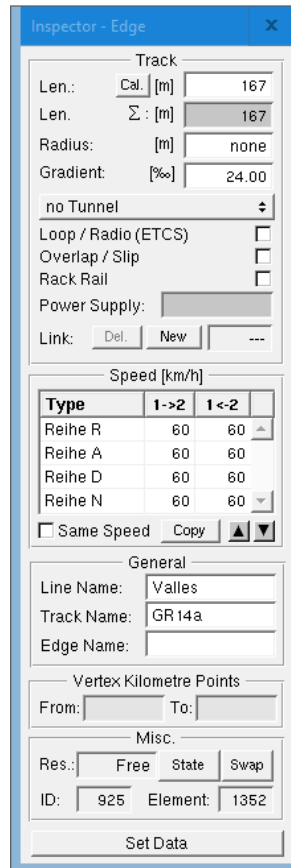 Inspector - Edge x
Track
Len.: Cal. [m] 167
Len. Σ : [m] 167
Radius: [m] none
Gradient: [‰] 24.00
no Tunnel
Loop / Radio (ETCS)
Overlap / Slip
Rack Rail
Power Supply:
Link: Del. New ---
Speed [km/h]
Type 1->2 1<-2
Reihe R 60 60
Reihe A 60 60
Reihe D 60 60
Reihe N 60 60
Same Speed Copy
General
Line Name: Valles
Track Name: GR14a
Edge Name:
Vertex Kilometre Points
From: To:
Misc.
Res.: Free State Swap
ID: 925 Element: 1352
Set Data